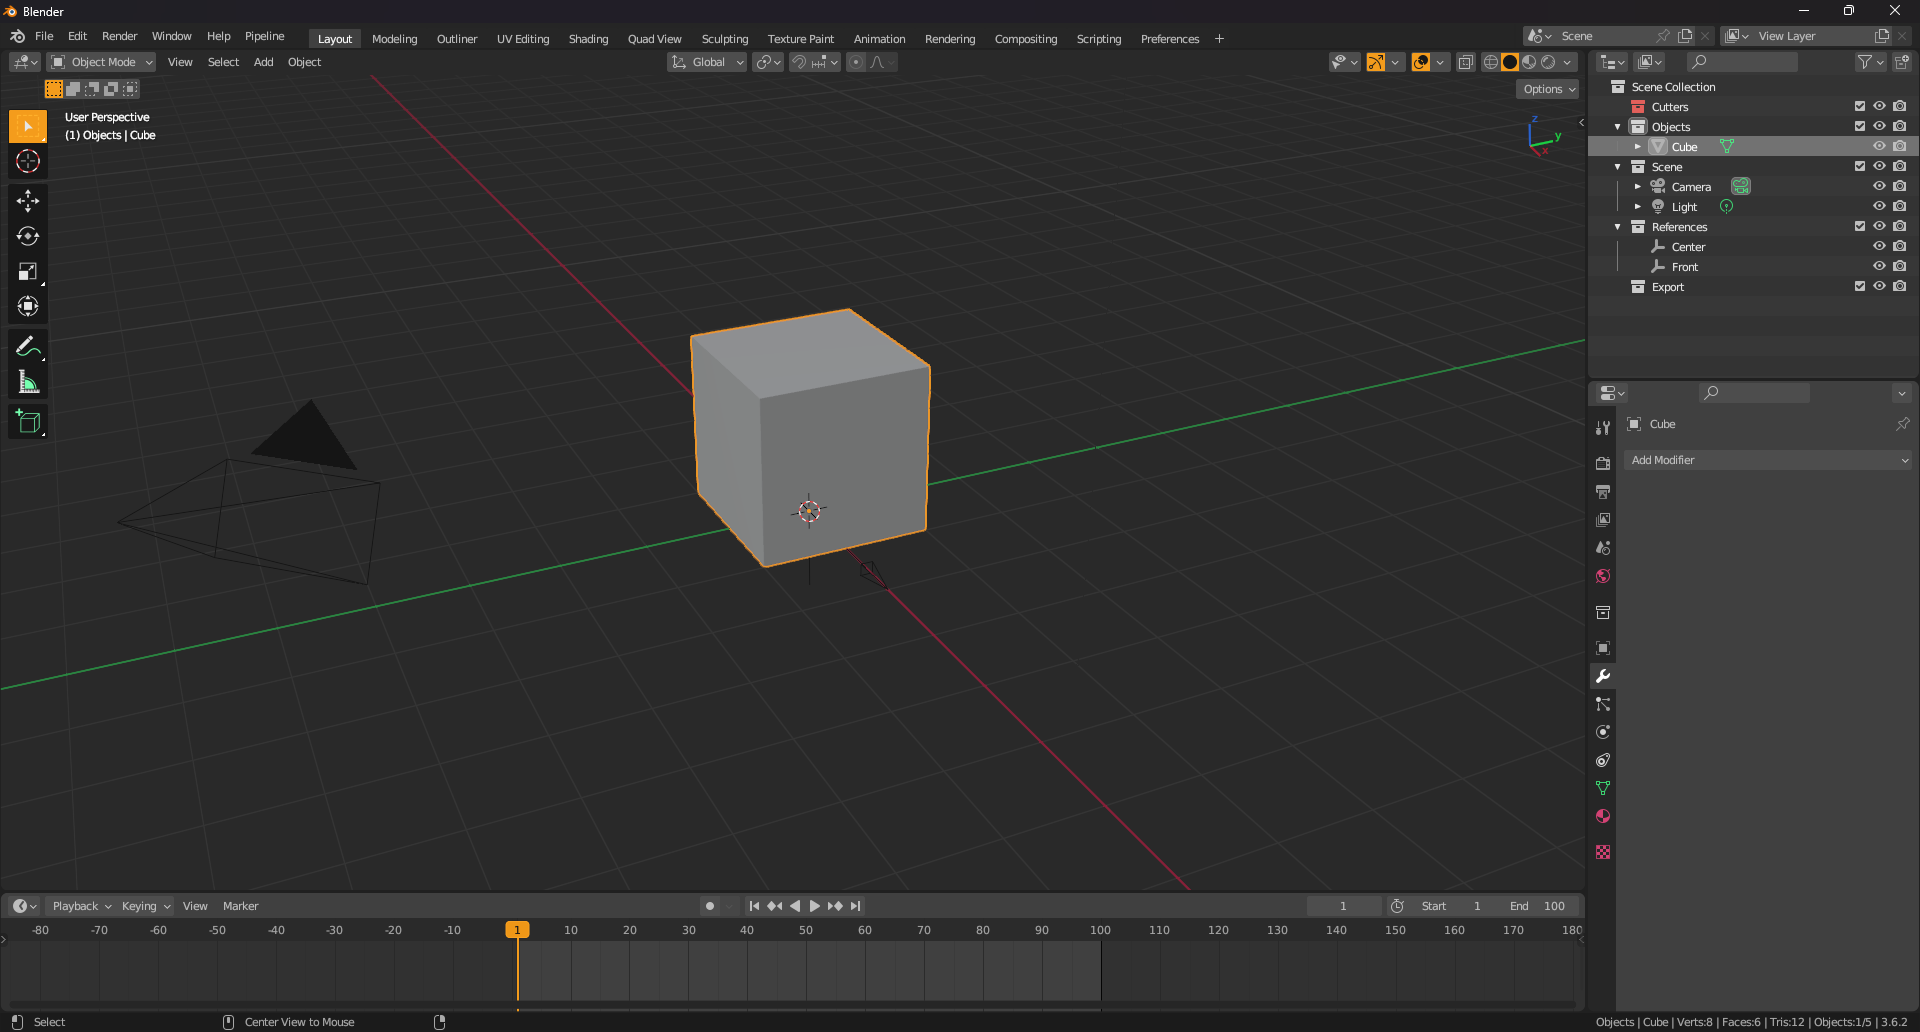 Blender
File Edit Render Window Help Pipeline Layout Modeling Outliner UV Editing Shading Quad View Sculpting Texture Paint Animation Rendering Compositing Scripting Preferences + Scene View Layer
Object Mode View Select Add Object Global
Options
User Perspective
(1) Objects | Cube
z
y
x
Scene Collection
Cutters
Objects
Cube
Scene
Camera
Light
References
Center
Front
Export
Cube
Add Modifier
Playback Keying View Marker 1 Start 1 End 100
-80 -70 -60 -50 -40 -30 -20 -10 1 10 20 30 40 50 60 70 80 90 100 110 120 130 140 150 160 170 180
Select Center View to Mouse Objects | Cube | Verts:8 | Faces:6 | Tris:12 | Objects:1/5 | 3.6.2